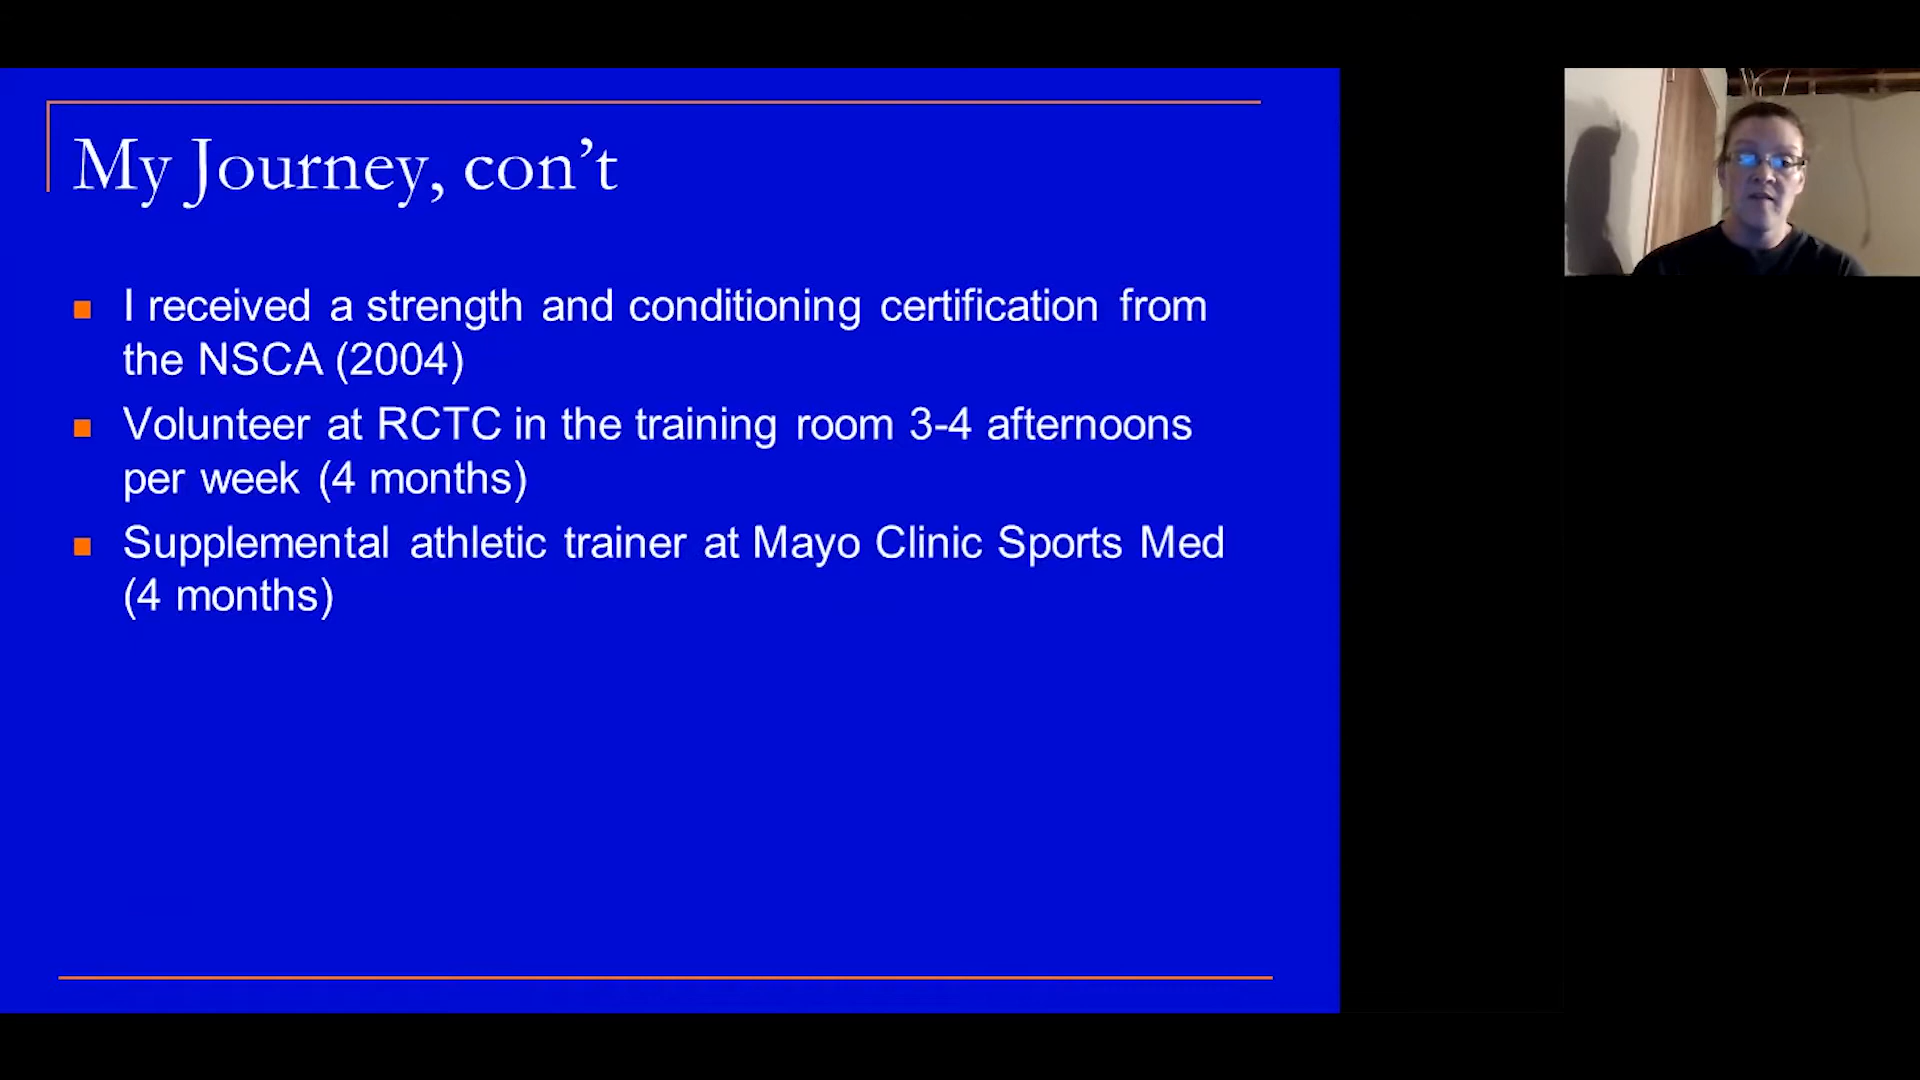 My Journey, con’t
I received a strength and conditioning certification from
the NSCA (2004)
Volunteer at RCTC in the training room 3-4 afternoons
per week (4 months)
Supplemental athletic trainer at Mayo Clinic Sports Med
(4 months)